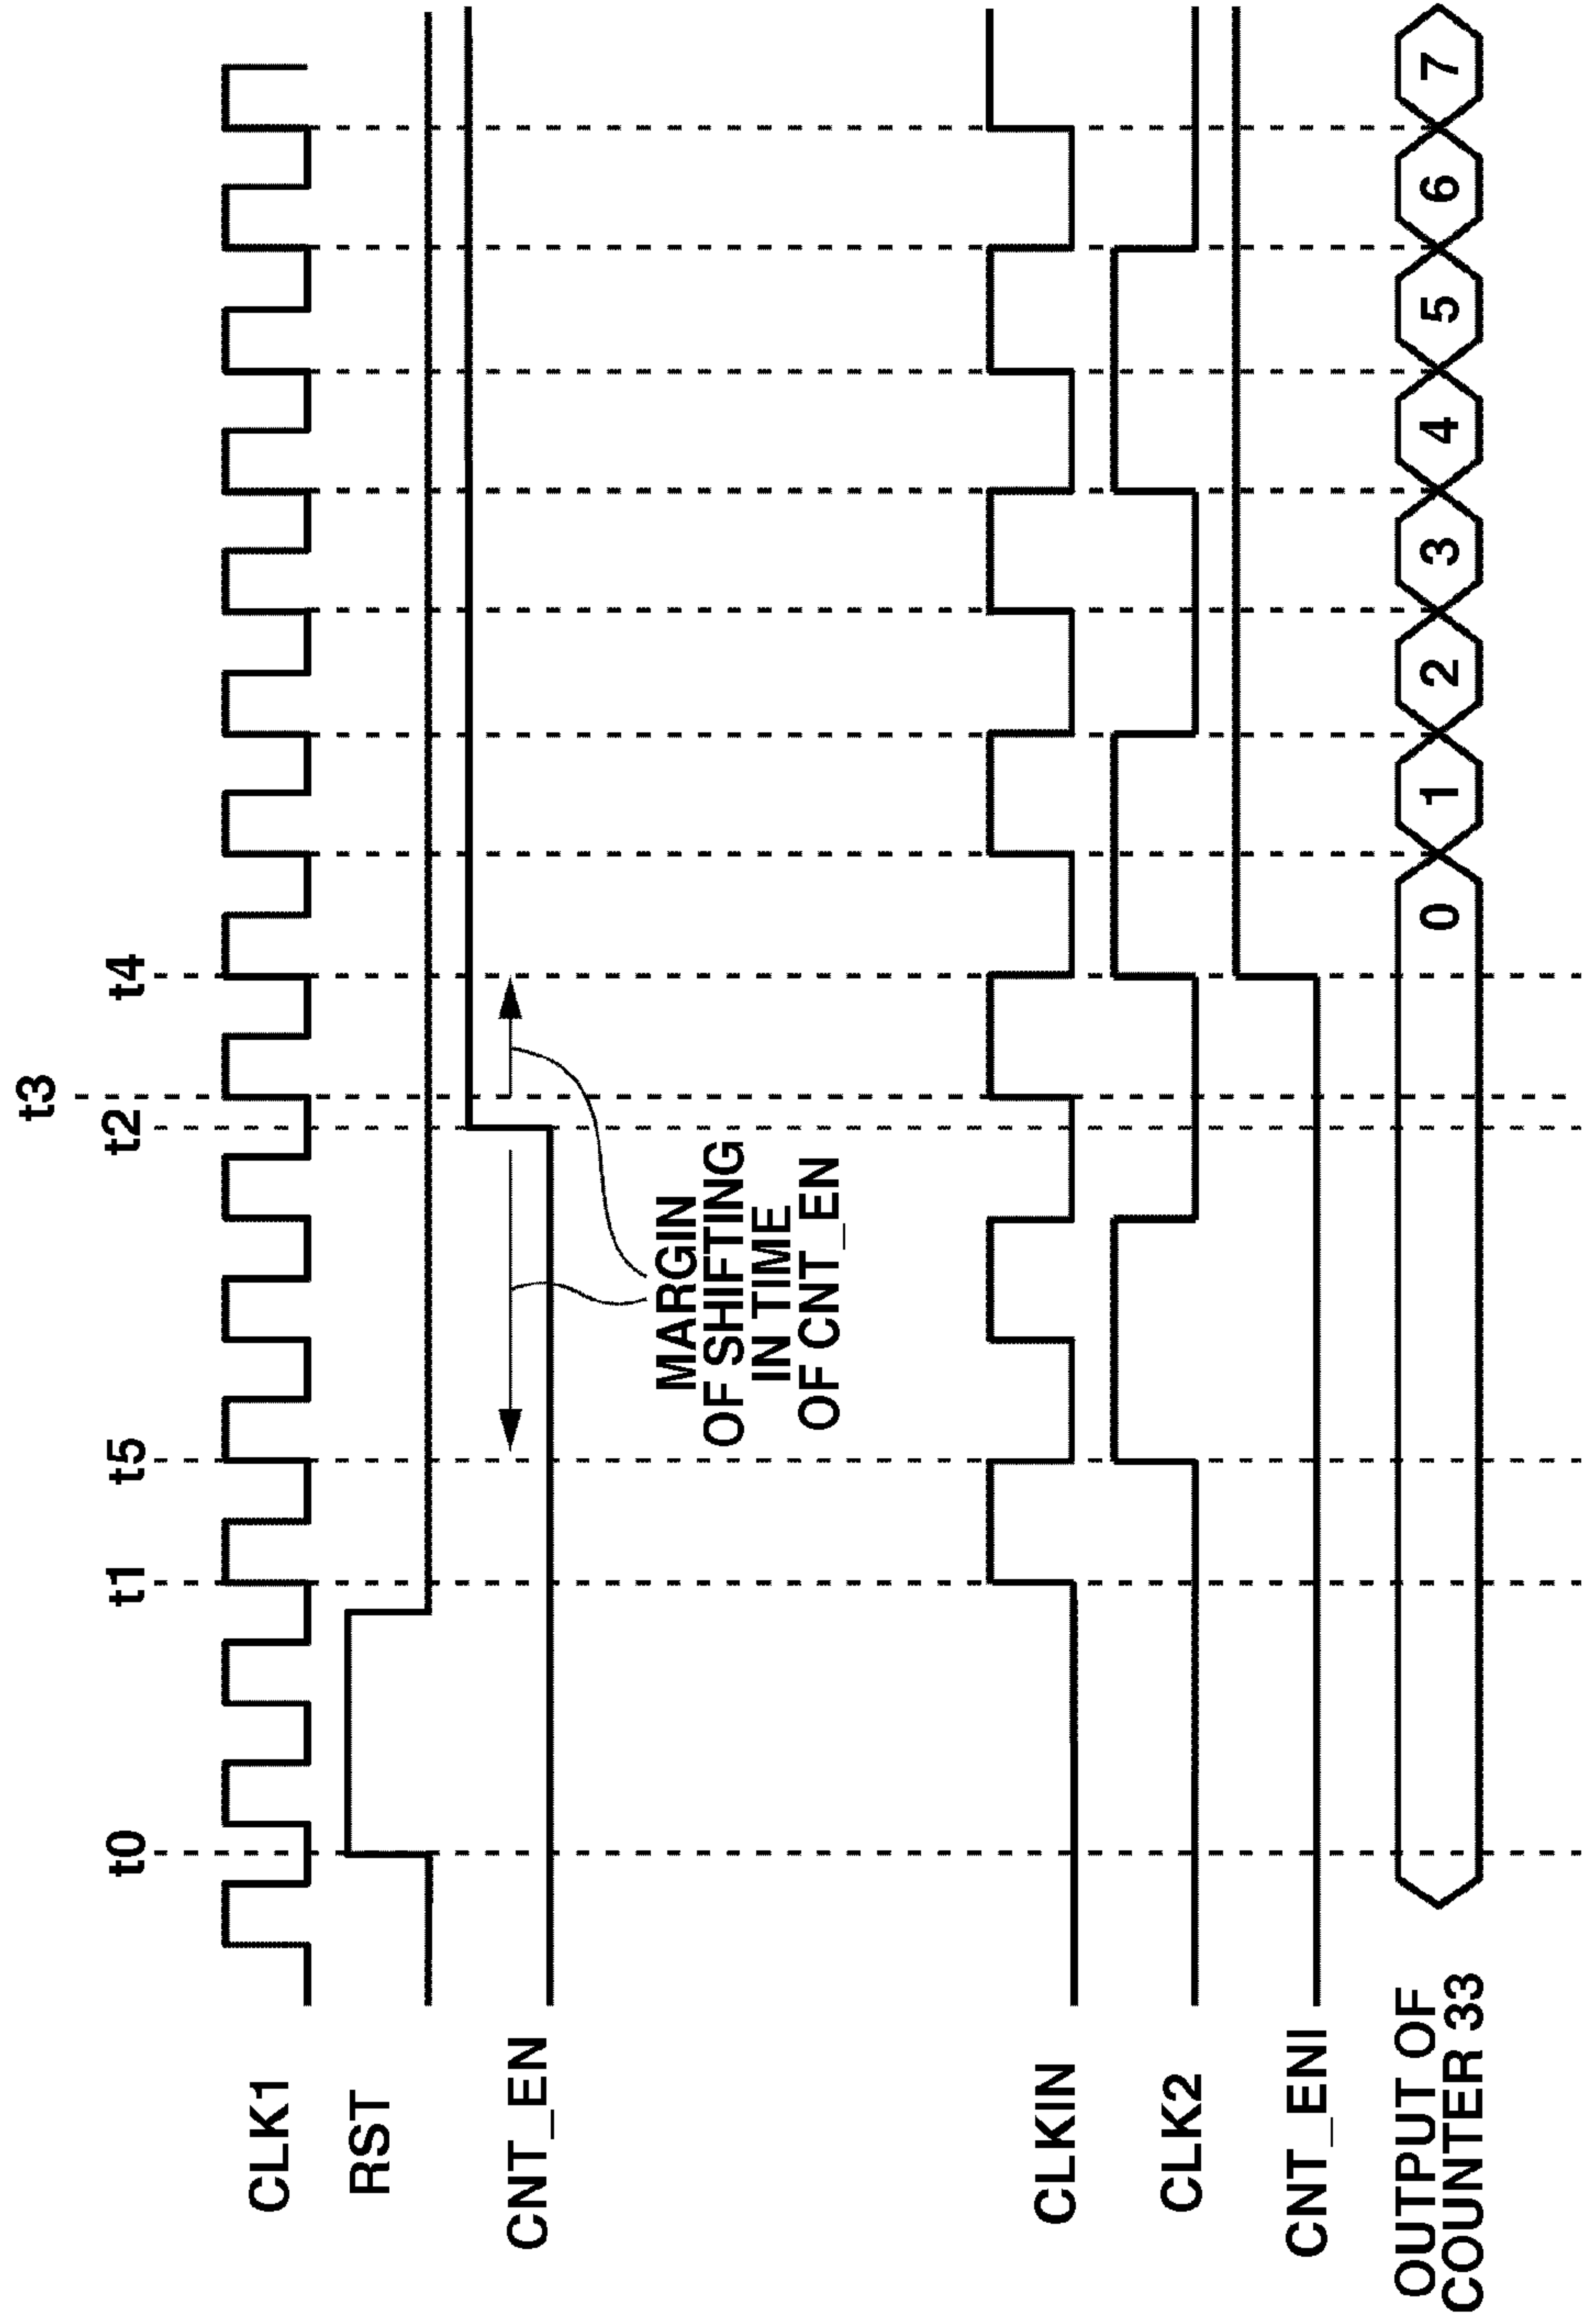 t3
t0
t1
t5
t2
t4
CLK1
RST
CNT_EN
MARGIN
OF SHIFTING
IN TIME
OF CNT_EN
CLKIN
CLK2
CNT_ENI
OUTPUT OF
COUNTER 33
0
1
2
3
4
5
6
7